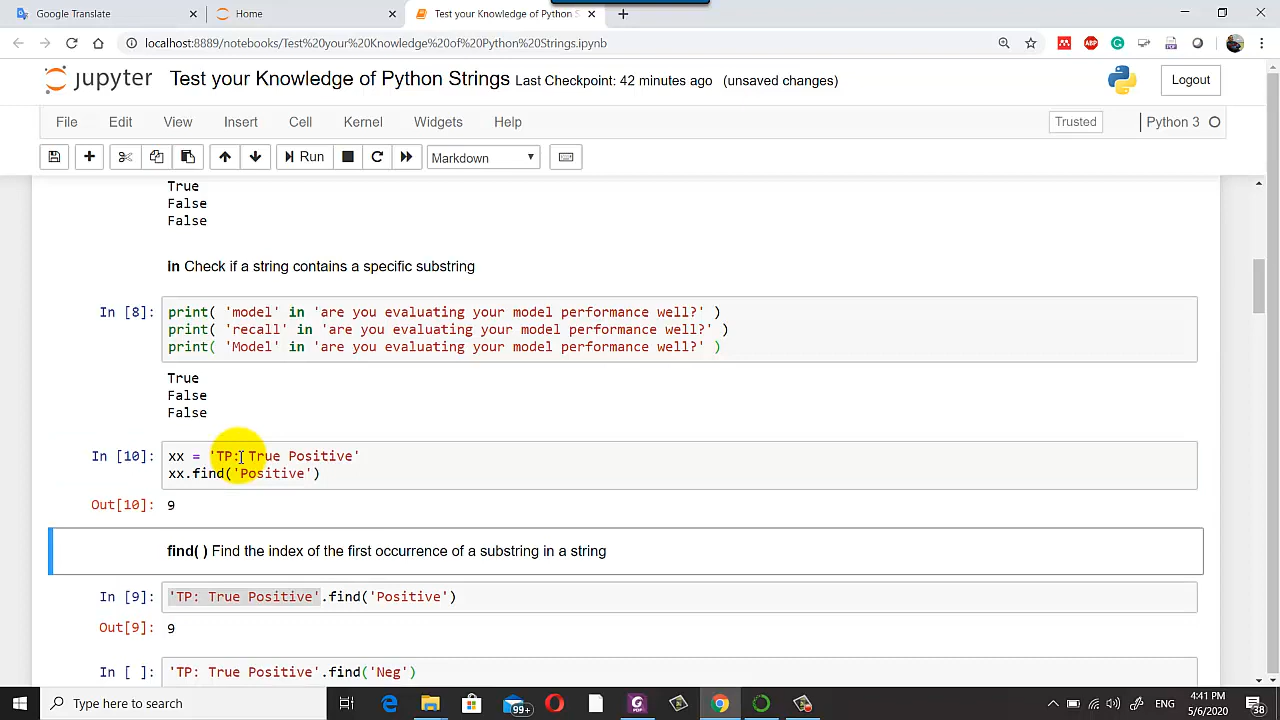 Google Translate
Home
Test your Knowledge of Python S
localhost:8889/notebooks/Test%20your%20Knowledge%20of%20Python%20Strings.ipynb
ABP
jupyter Test your Knowledge of Python Strings Last Checkpoint: 42 minutes ago (unsaved changes)
Logout
File Edit View Insert Cell Kernel Widgets Help
Trusted
Python 3
Run
Markdown
True
False
False
in Check if a string contains a specific substring
In [8]: print( 'model' in 'are you evaluating your model performance well?' )
print( 'recall' in 'are you evaluating your model performance well?' )
print( 'Model' in 'are you evaluating your model performance well?' )
True
False
False
In [10]: xx = 'TP: True Positive'
xx.find('Positive')
Out[10]: 9
find( ) Find the index of the first occurrence of a substring in a string
In [9]: 'TP: True Positive'.find('Positive')
Out[9]: 9
In [ ]: 'TP: True Positive'.find('Neg')
Type here to search
99+
ENG
4:41 PM
5/6/2020
38